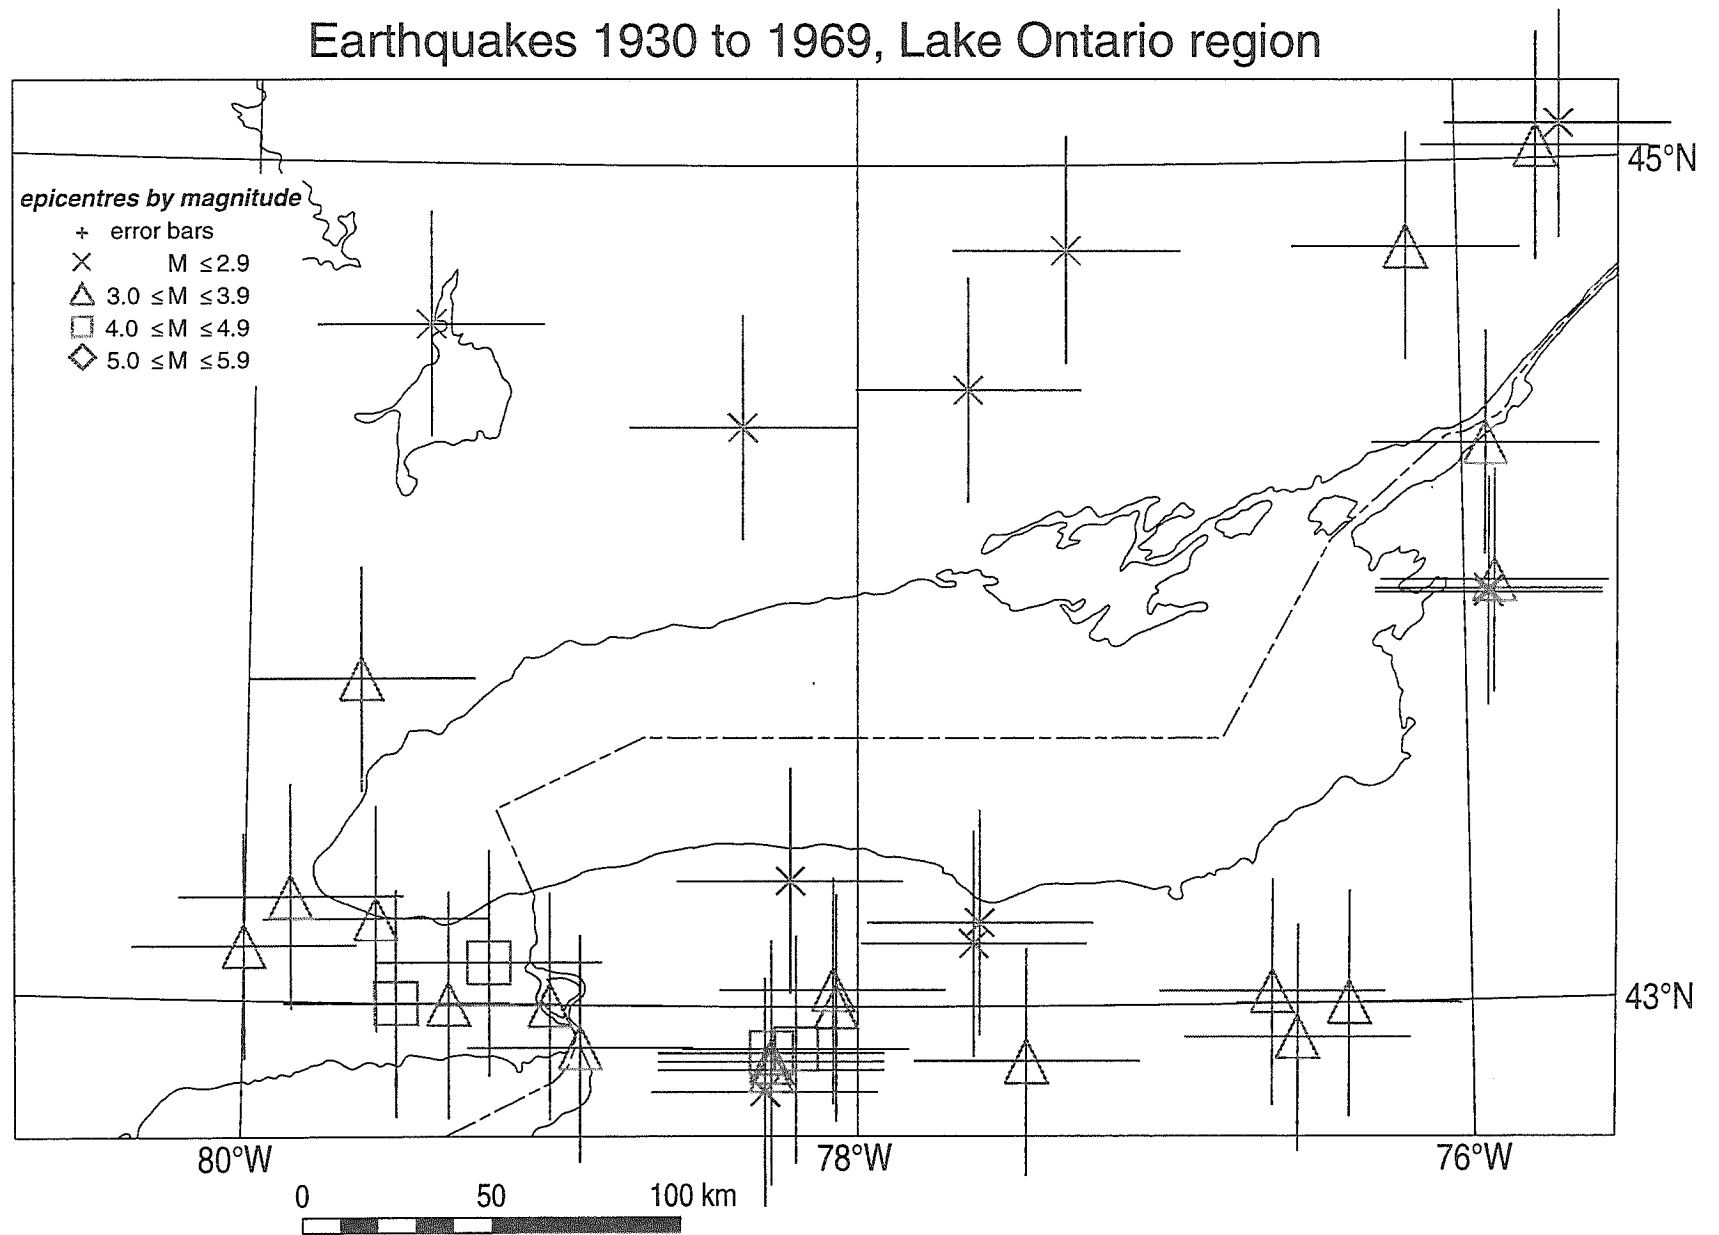 Earthquakes 1930 to 1969, Lake Ontario region
45°N
epicentres by magnitude
error bars
M ≤2.9
3.0 ≤M ≤3.9
4.0 ≤M ≤4.9
5.0 ≤M ≤5.9
43°N
80°W 78°W 76°W
0 50 100 km